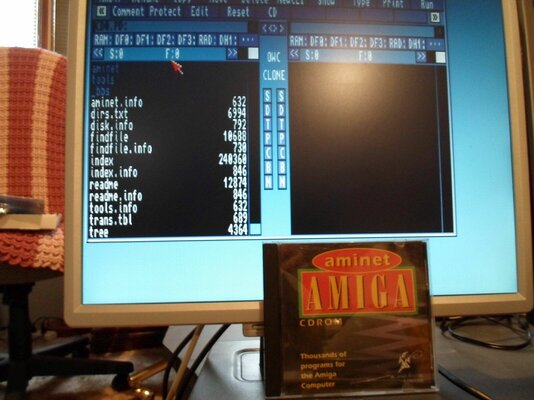 Comment Protect Edit Reset CD
RAM: DF0: DF1: DF2: DF3: RAD: DH1: ...
RAM: DF0: DF1: DF2: DF3: RAD: DH1: ...
<< S:0 F:0 >>
<< S:0 F:0 >>
<>
OWC
CLONE
S
D
T
P
C
B
N
S
D
T
P
C
B
N
aminet
tools
aminet.info 632
dirs.txt 6994
disk.info 792
findfile 10688
findfile.info 730
index 240360
index.info 846
readme 12874
readme.info 846
tools.info 632
trans.tbl 689
tree 4364
aminet
AMIGA
CDROM
Thousands of
programs for
the Amiga
Computer